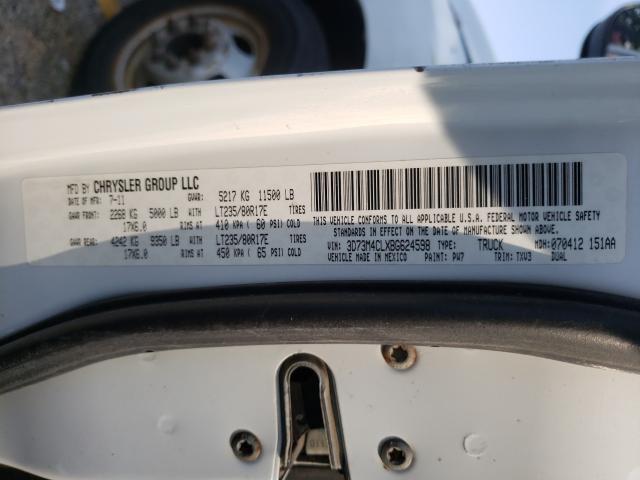 MFD BY CHRYSLER GROUP LLC
DATE OF MFR: 7-11 GVWR: 5217 KG 11500 LB
GAWR FRONT: 2268 KG 5000 LB WITH LT235/80R17E TIRES
17X6.0 RIMS AT 410 KPA ( 60 PSI) COLD
GAWR REAR: 4242 KG 9350 LB WITH LT235/80R17E TIRES
17X6.0 RIMS AT 450 KPA ( 65 PSI) COLD
THIS VEHICLE CONFORMS TO ALL APPLICABLE U.S.A. FEDERAL MOTOR VEHICLE SAFETY
STANDARDS IN EFFECT ON THE DATE OF MANUFACTURE SHOWN ABOVE.
VIN: 3D73M4CLXBG624598 TYPE: TRUCK MDH: 070412 151AA
VEHICLE MADE IN MEXICO PAINT: PW7 TRIM: TXV3 DUAL